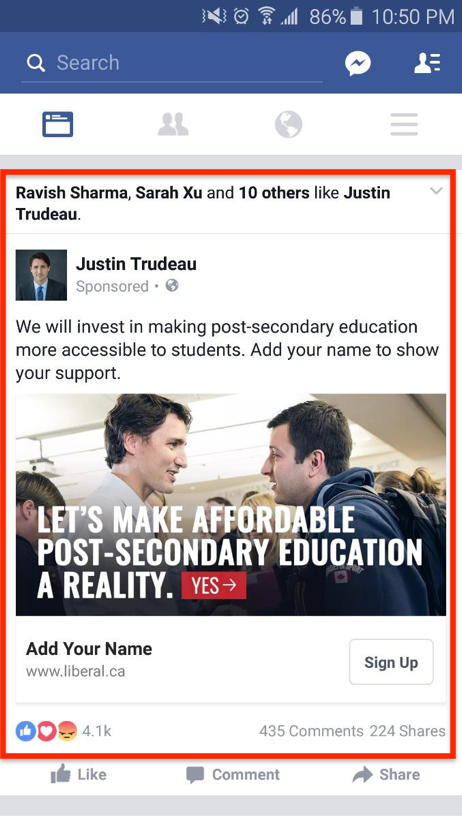 86% 10:50 PM
Search
Ravish Sharma, Sarah Xu and 10 others like Justin
Trudeau.
Justin Trudeau
Sponsored ·
We will invest in making post-secondary education
more accessible to students. Add your name to show
your support.
LET'S MAKE AFFORDABLE
POST-SECONDARY EDUCATION
A REALITY. YES→
Add Your Name
www.liberal.ca
Sign Up
4.1k
435 Comments 224 Shares
Like Comment Share